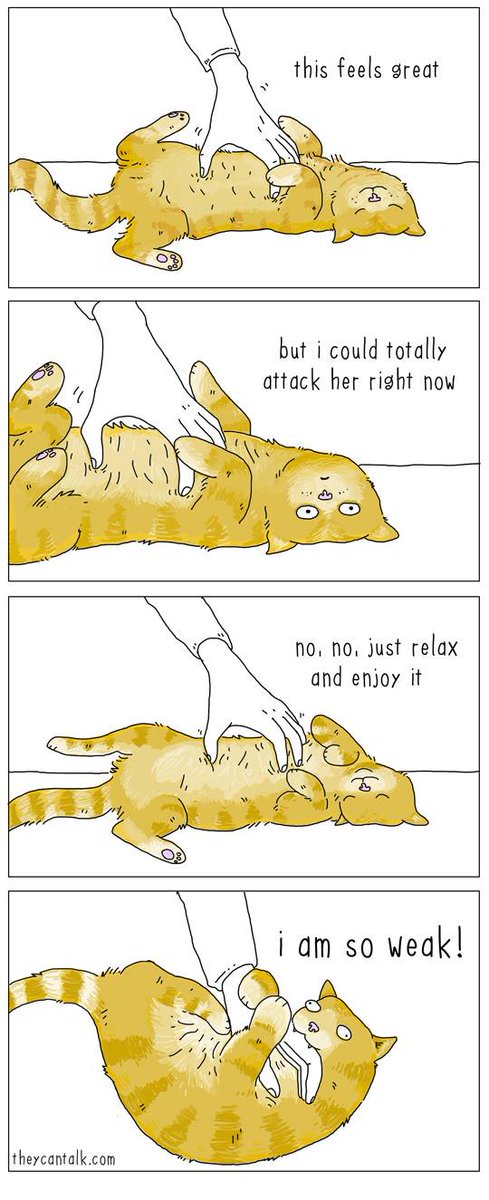 this feels great
but i could totally
attack her right now
no, no, just relax
and enjoy it
i am so weak!
theycantalk.com